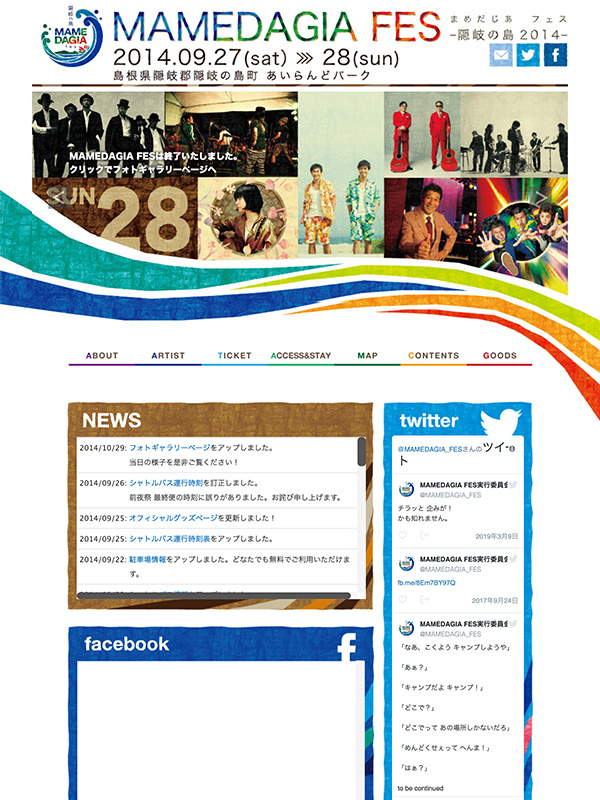 隠岐の島
MAME
DAGIA
FES
MAMEDAGIA FES
まめだじあ フェス
-隠岐の島 2014-
2014.09.27(sat) >>> 28(sun)
島根県隠岐郡隠岐の島町 あいらんどパーク
MAMEDAGIA FESは終了いたしました。
クリックでフォトギャラリーページへ
SUN
28
ABOUT
ARTIST
TICKET
ACCESS&STAY
MAP
CONTENTS
GOODS
NEWS
2014/10/29: フォトギャラリーページをアップしました。
当日の様子を是非ご覧ください！
2014/09/26: シャトルバス運行時刻を訂正しました。
前夜祭 最終便の時刻に誤りがありました。お詫び申し上げます。
2014/09/25: オフィシャルグッズページを更新しました！
2014/09/25: シャトルバス運行時刻表をアップしました。
2014/09/22: 駐車場情報をアップしました。どなたでも無料でご利用いただけま
す。
facebook
twitter
@MAMEDAGIA_FESさんのツイー
ト
MAMEDAGIA FES実行委員会
@MAMEDAGIA_FES
チラッと 企みが！
かも知れません。
2019年3月9日
MAMEDAGIA FES実行委員会
@MAMEDAGIA_FES
fb.me/8Em7BY97Q
2017年9月24日
MAMEDAGIA FES実行委員会
@MAMEDAGIA_FES
「なあ、こくよう キャンプしようや」
「あぁ？」
「キャンプだよ キャンプ！」
「どこで？」
「どこでって あの場所しかないだろ」
「めんどくせぇって へんま！」
「はぁ？」
to be continued